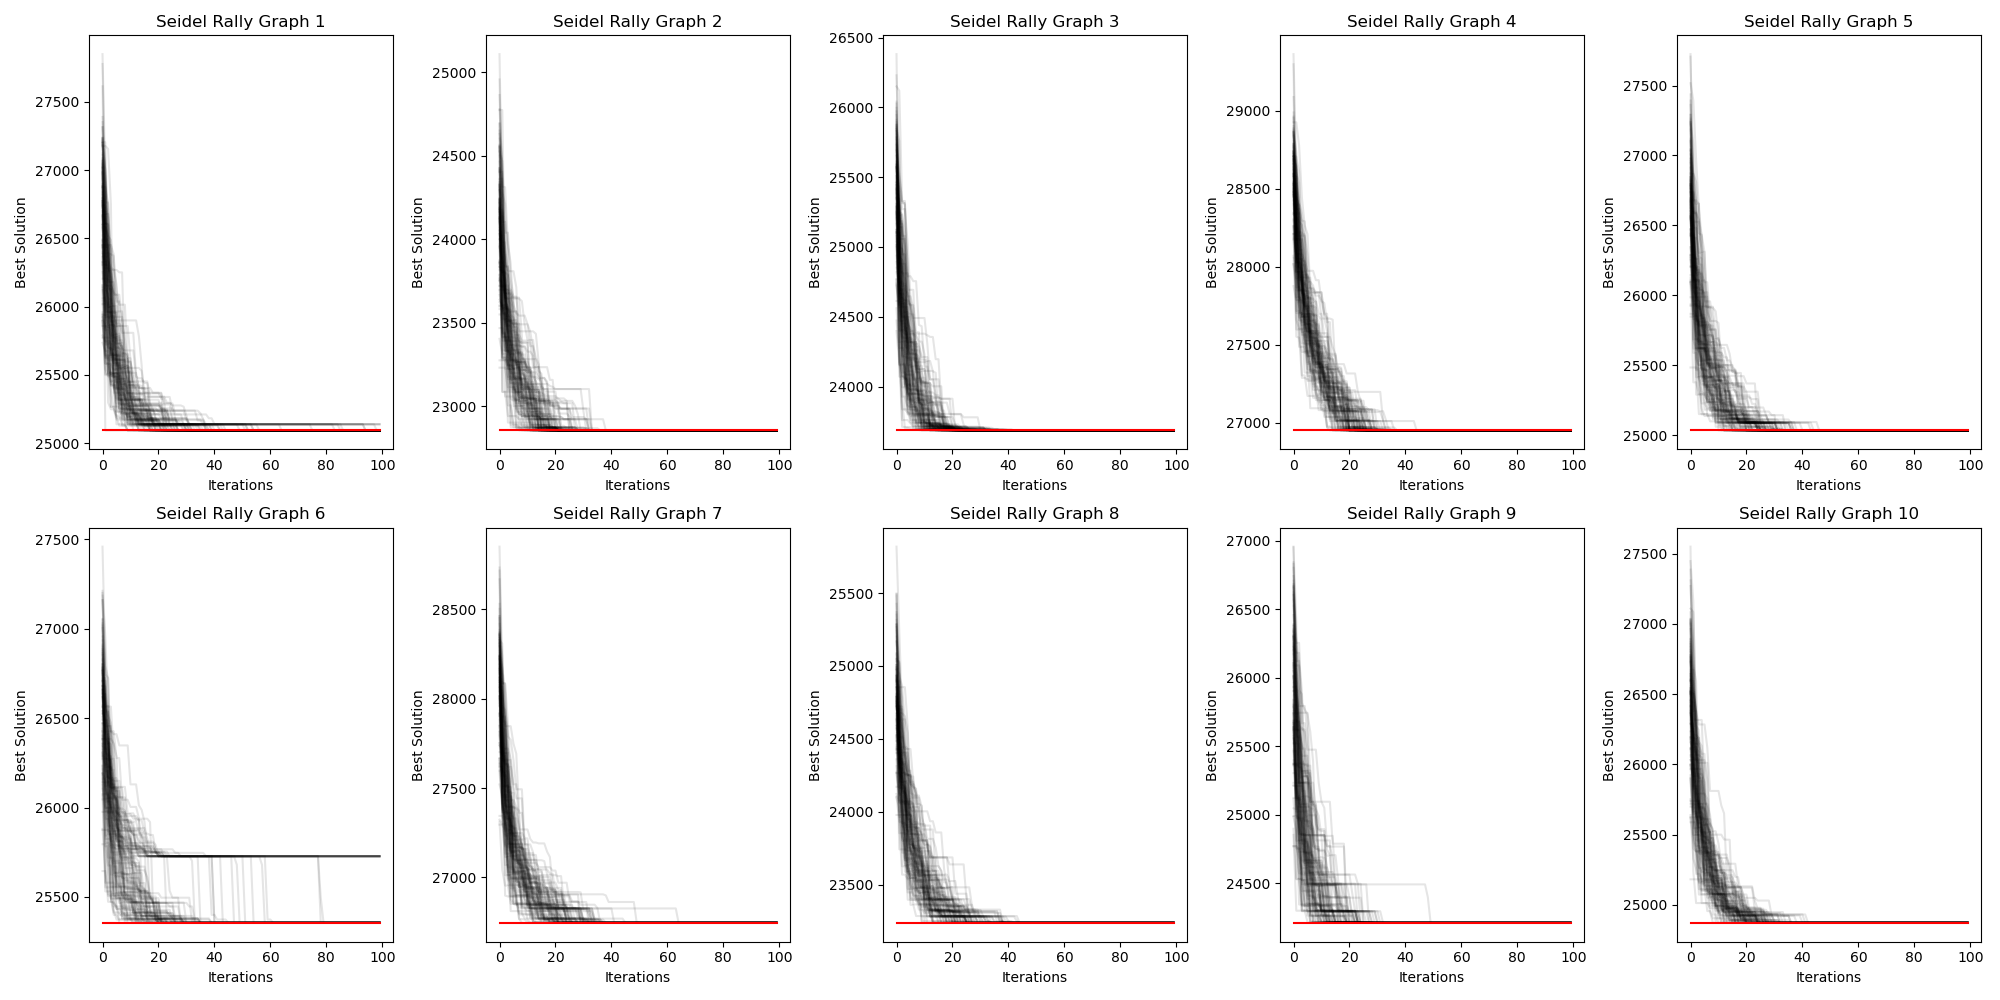 Seidel Rally Graph 1
Best Solution
27500
27000
26500
26000
25500
25000
0 20 40 60 80 100
Iterations
Seidel Rally Graph 2
Best Solution
25000
24500
24000
23500
23000
0 20 40 60 80 100
Iterations
Seidel Rally Graph 3
Best Solution
26500
26000
25500
25000
24500
24000
0 20 40 60 80 100
Iterations
Seidel Rally Graph 4
Best Solution
29000
28500
28000
27500
27000
0 20 40 60 80 100
Iterations
Seidel Rally Graph 5
Best Solution
27500
27000
26500
26000
25500
25000
0 20 40 60 80 100
Iterations
Seidel Rally Graph 6
Best Solution
27500
27000
26500
26000
25500
0 20 40 60 80 100
Iterations
Seidel Rally Graph 7
Best Solution
28500
28000
27500
27000
0 20 40 60 80 100
Iterations
Seidel Rally Graph 8
Best Solution
25500
25000
24500
24000
23500
0 20 40 60 80 100
Iterations
Seidel Rally Graph 9
Best Solution
27000
26500
26000
25500
25000
24500
0 20 40 60 80 100
Iterations
Seidel Rally Graph 10
Best Solution
27500
27000
26500
26000
25500
25000
0 20 40 60 80 100
Iterations